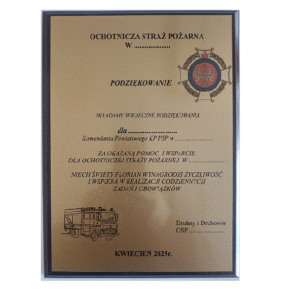 OCHOTNICZA STRAŻ POŻARNA
W ....................
PODZIĘKOWANIE
SKŁADAMY SERDECZNE PODZIĘKOWANIA
dla ........................
Komendanta Powiatowego KP PSP w ....................
ZA OKAZANĄ POMOC I WSPARCIE
DLA OCHOTNICZEJ STRAŻY POŻARNEJ W ....................
NIECH ŚWIĘTY FLORIAN WYNAGRODZI ŻYCZLIWOŚĆ
I WSPIERA W REALIZACJI CODZIENNYCH
ZADAŃ I OBOWIĄZKÓW
Druhny i Druhowie
OSP ....................
KWIECIEŃ 2025r.